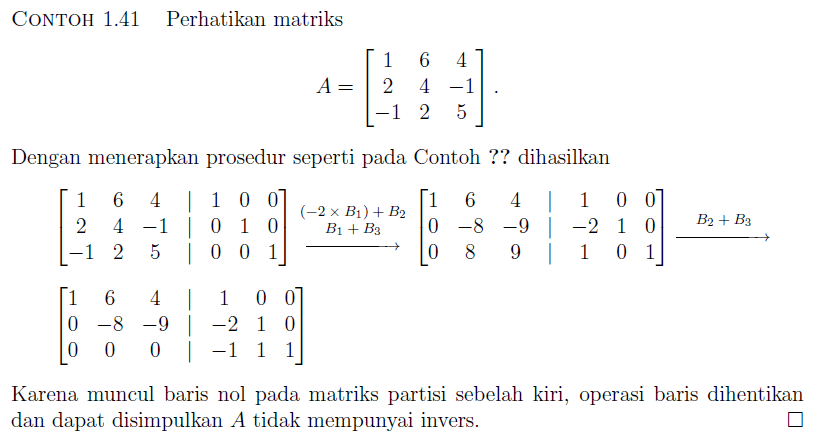 CONTOH 1.41 Perhatikan matriks
A = [ 1 6 4
2 4 −1
−1 2 5 ] .
Dengan menerapkan prosedur seperti pada Contoh ?? dihasilkan
[ 1 6 4 | 1 0 0
2 4 −1 | 0 1 0
−1 2 5 | 0 0 1 ]
(−2 × B₁) + B₂
B₁ + B₃
⟶
[ 1 6 4 | 1 0 0
0 −8 −9 | −2 1 0
0 8 9 | 1 0 1 ]
B₂ + B₃
⟶
[ 1 6 4 | 1 0 0
0 −8 −9 | −2 1 0
0 0 0 | −1 1 1 ]
Karena muncul baris nol pada matriks partisi sebelah kiri, operasi baris dihentikan
dan dapat disimpulkan A tidak mempunyai invers. □